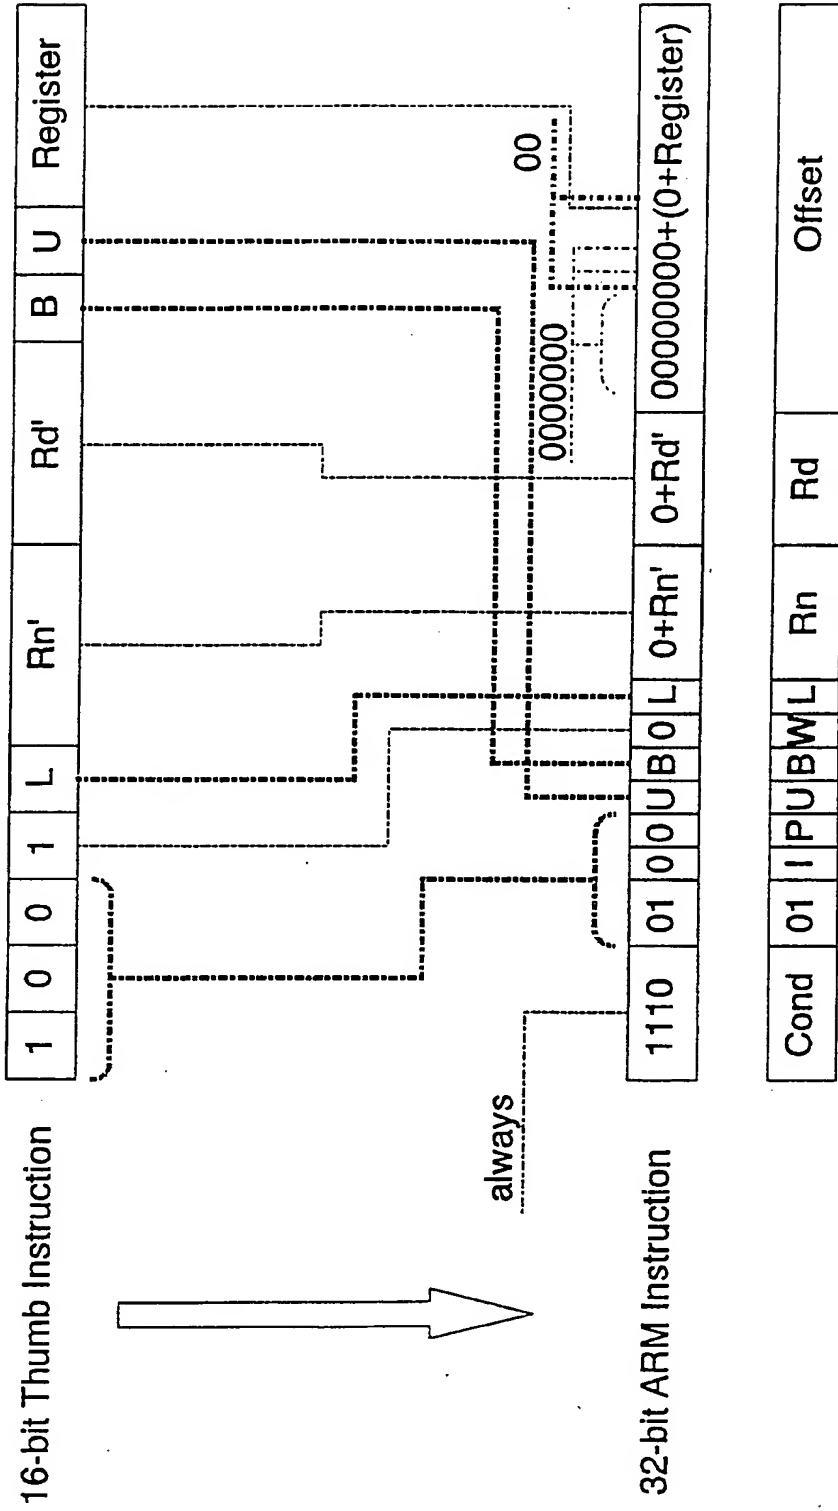 16-bit Thumb Instruction
1 0 0 1 L Rn' Rd' B U Register
always
0000000
00
32-bit ARM Instruction
1110 01 0 0 U B 0 L 0+Rn' 0+Rd' 00000000+(0+Register)
Cond 01 I P U B W L Rn Rd Offset